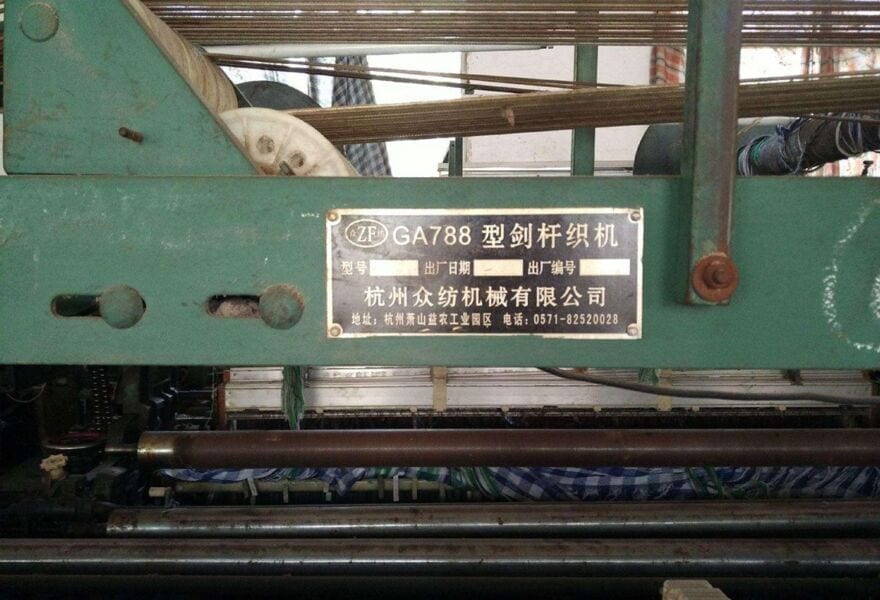 ZF GA788 型剑杆织机
型号 出厂日期 出厂编号
杭州众纺机械有限公司
地址：杭州萧山益农工业园区 电话：0571-82520028